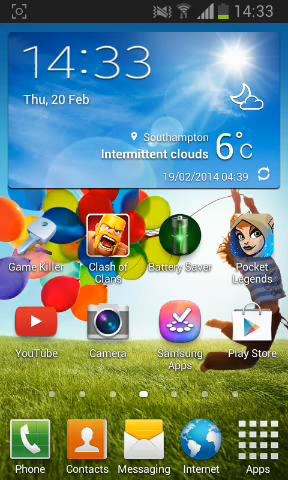 14:33
14:33
Thu, 20 Feb
Southampton
Intermittent clouds
6°c
19/02/2014 04:39
Game Killer
Clash of Clans
Battery Saver
Pocket Legends
YouTube
Camera
Samsung Apps
Play Store
Phone
Contacts
Messaging
Internet
Apps